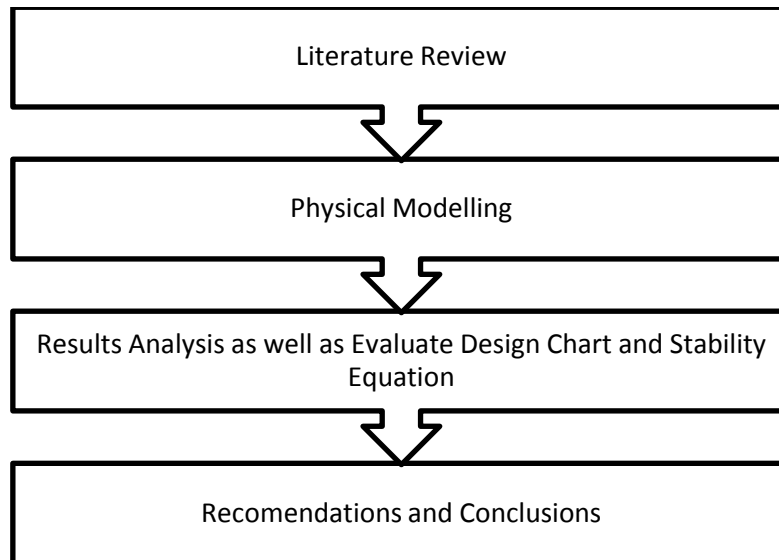 Literature Review
Physical Modelling
Results Analysis as well as Evaluate Design Chart and Stability
Equation
Recomendations and Conclusions